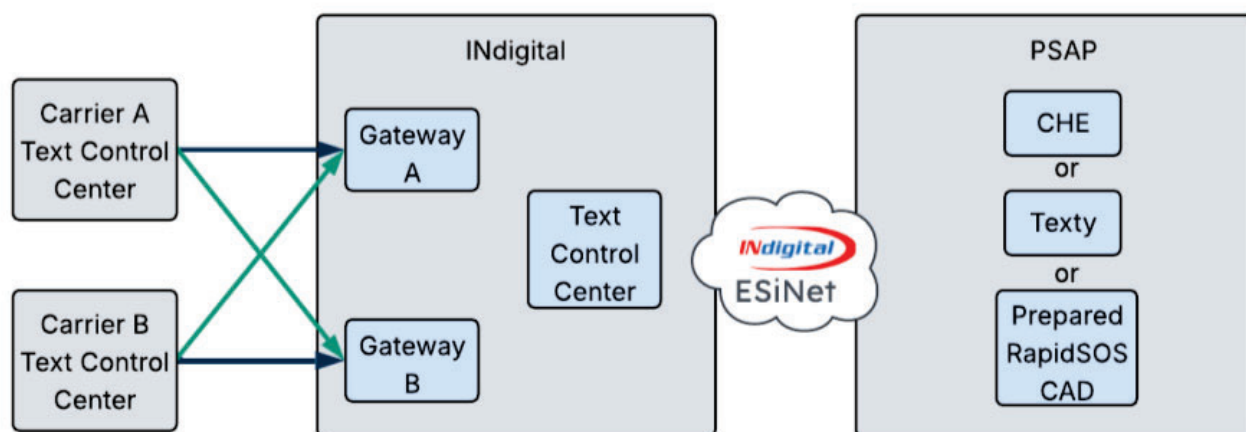 INdigital
PSAP
Carrier A
Text Control
Center
Gateway
A
CHE
or
Text
Control
Center
INdigital
ESiNet
Texty
or
Carrier B
Text Control
Center
Gateway
B
Prepared
RapidSOS
CAD